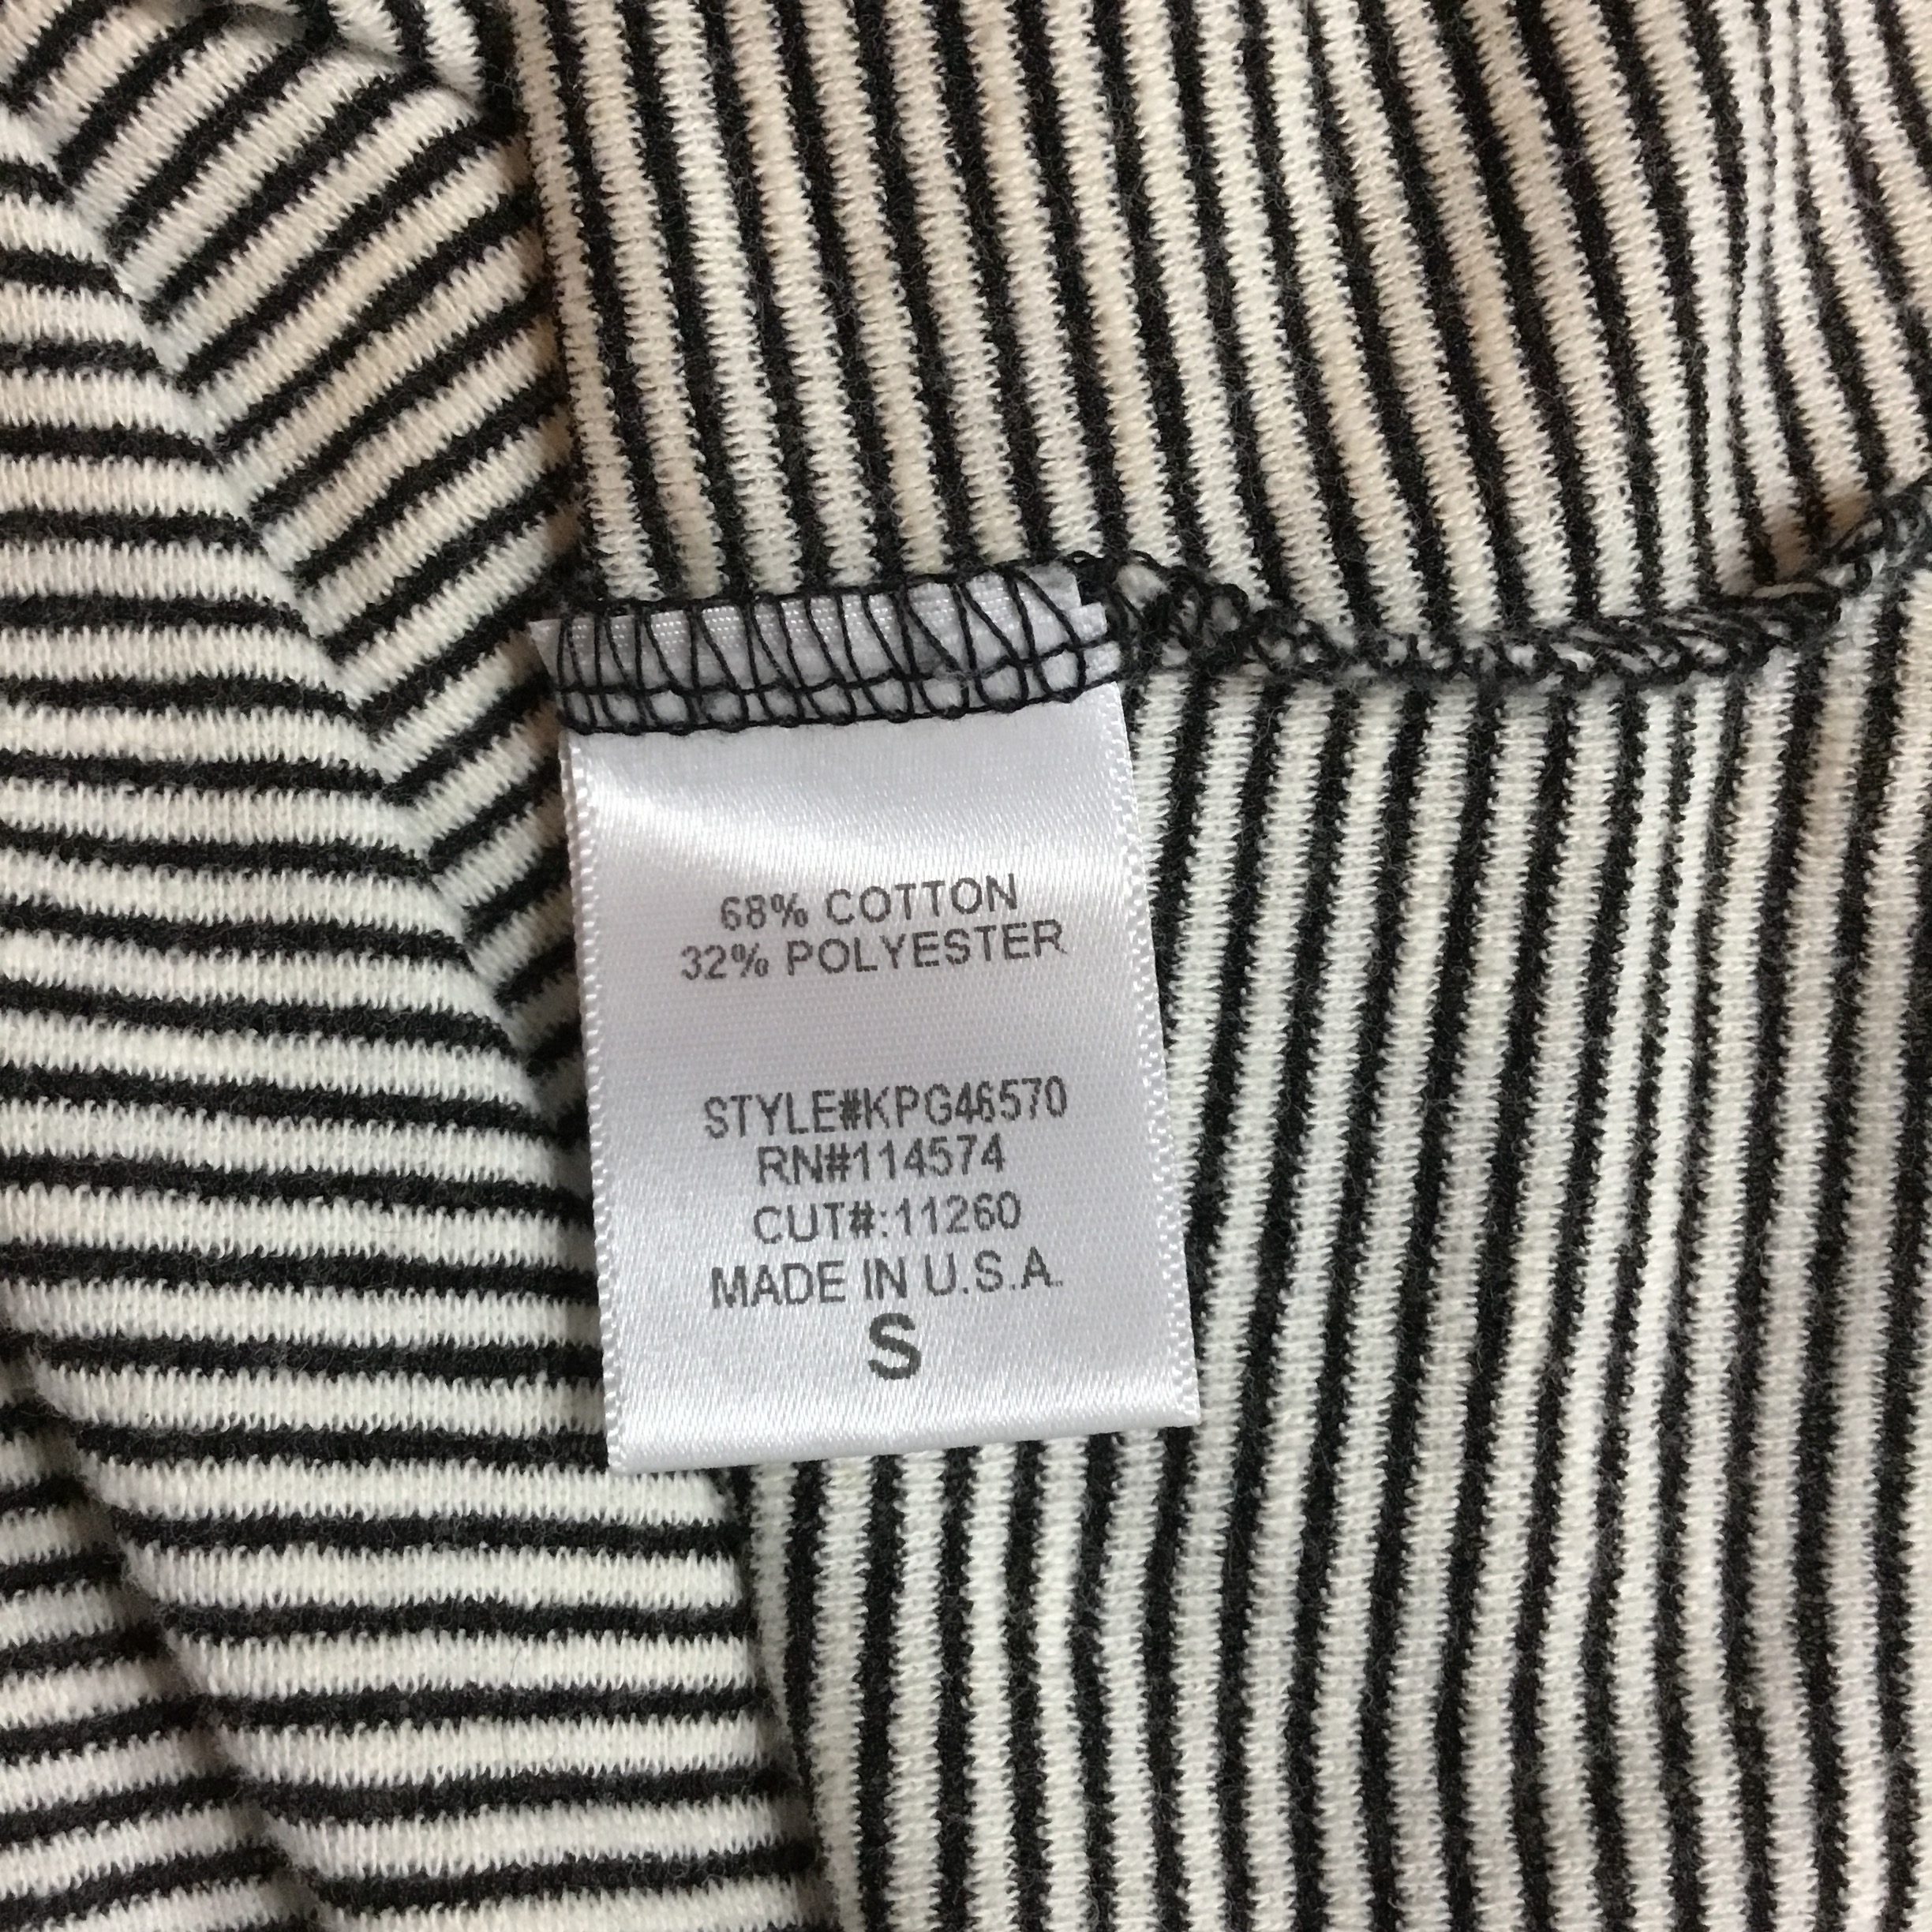 68% COTTON
32% POLYESTER
STYLE#KPG46570
RN#114574
CUT#:11260
MADE IN U.S.A.
S